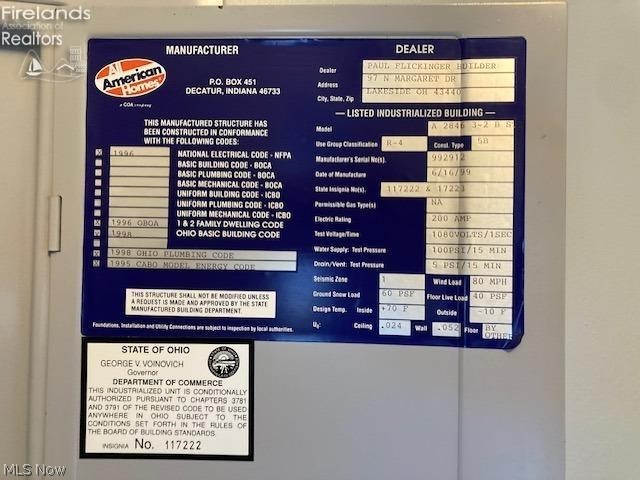 Firelands
Association of
Realtors
MANUFACTURER
DEALER
All
American
Homes
a COA company
P.O. BOX 451
DECATUR, INDIANA 46733
Dealer PAUL FLICKINGER BUILDER
Address 97 N MARGARET DR
City, State, Zip LAKESIDE OH 43440
THIS MANUFACTURED STRUCTURE HAS
BEEN CONSTRUCTED IN CONFORMANCE
WITH THE FOLLOWING CODES:
1996 NATIONAL ELECTRICAL CODE - NFPA
BASIC BUILDING CODE - BOCA
BASIC PLUMBING CODE - BOCA
BASIC MECHANICAL CODE - BOCA
UNIFORM BUILDING CODE - ICBO
UNIFORM PLUMBING CODE - ICBO
UNIFORM MECHANICAL CODE - ICBO
1996 OBOA 1 & 2 FAMILY DWELLING CODE
1998 OHIO BASIC BUILDING CODE
1998 OHIO PLUMBING CODE
1995 CABO MODEL ENERGY CODE
THIS STRUCTURE SHALL NOT BE MODIFIED UNLESS
A REQUEST IS MADE AND APPROVED BY THE STATE
MANUFACTURED BUILDING DEPARTMENT.
Foundations, Installation and Utility Connections are subject to inspection by local authorities.
LISTED INDUSTRIALIZED BUILDING
Model A 2846 3-2 B S
Use Group Classification R-4 Const. Type 5B
Manufacturer's Serial No(s). 992912
Date of Manufacture 6/16/99
State Insignia No(s). 117222 & 17223
Permissible Gas Type(s) NA
Electric Rating 200 AMP
Test Voltage/Time 1080VOLTS/1SEC
Water Supply: Test Pressure 100PSI/15 MIN
Drain/Vent: Test Pressure 5 PSI/15 MIN
Seismic Zone 1 Wind Load 80 MPH
Ground Snow Load 60 PSF Floor Live Load 40 PSF
Design Temp. Inside +70 F Outside -10 F
Ceiling .024 Wall .052 Floor BY OTHER
STATE OF OHIO
GEORGE V. VOINOVICH
Governor
DEPARTMENT OF COMMERCE
THIS INDUSTRIALIZED UNIT IS CONDITIONALLY
AUTHORIZED PURSUANT TO CHAPTERS 3781
AND 3791 OF THE REVISED CODE TO BE USED
ANYWHERE IN OHIO SUBJECT TO THE
CONDITIONS SET FORTH IN THE RULES OF
THE BOARD OF BUILDING STANDARDS.
INSIGNIA No. 117222
MLS Now